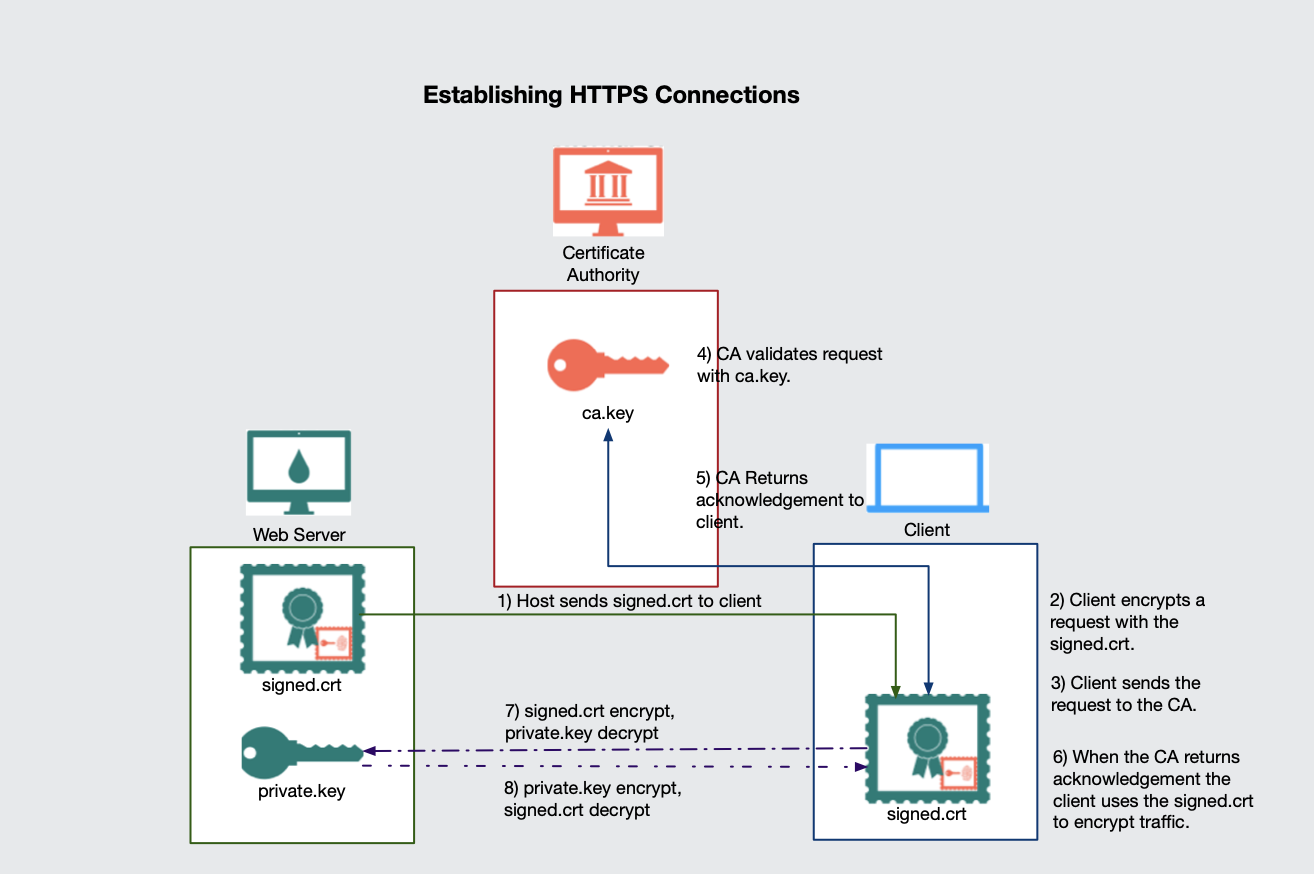 Establishing HTTPS Connections
Certificate
Authority
4) CA validates request
with ca.key.
ca.key
5) CA Returns
acknowledgement to
client.
Web Server
Client
1) Host sends signed.crt to client
2) Client encrypts a
request with the
signed.crt.
signed.crt
3) Client sends the
request to the CA.
7) signed.crt encrypt,
private.key decrypt
6) When the CA returns
acknowledgement the
client uses the signed.crt
to encrypt traffic.
private.key
8) private.key encrypt,
signed.crt decrypt
signed.crt